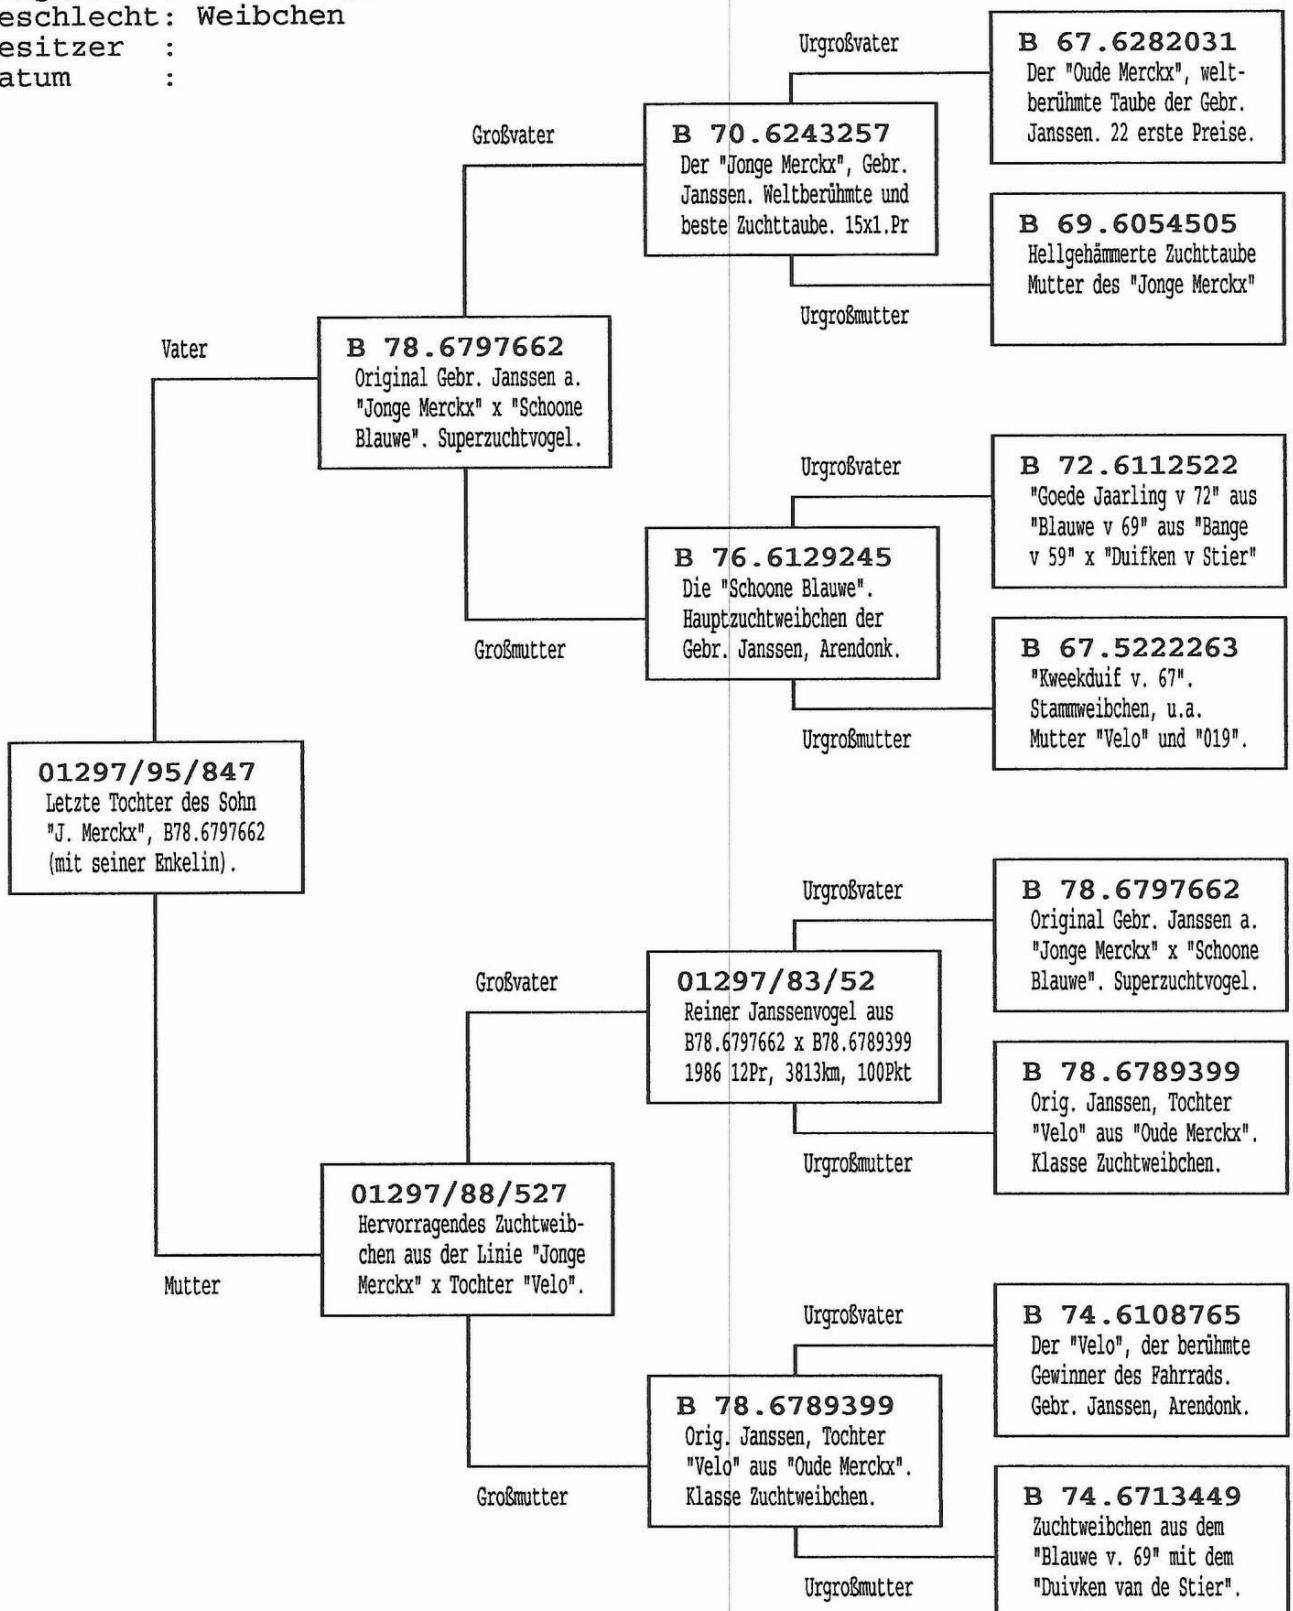 eschlecht: Weibchen
esitzer :
atum :
Urgroßvater
B 67.6282031
Der "Oude Merckx", welt-
berühmte Taube der Gebr.
Janssen. 22 erste Preise.
Großvater
B 70.6243257
Der "Jonge Merckx", Gebr.
Janssen. Weltberühmte und
beste Zuchttaube. 15x1.Pr
B 69.6054505
Hellgehämmerte Zuchttaube
Mutter des "Jonge Merckx"
Urgroßmutter
Vater
B 78.6797662
Original Gebr. Janssen a.
"Jonge Merckx" x "Schoone
Blauwe". Superzuchtvogel.
Urgroßvater
B 72.6112522
"Goede Jaarling v 72" aus
"Blauwe v 69" aus "Bange
v 59" x "Duifken v Stier"
B 76.6129245
Die "Schoone Blauwe".
Hauptzuchtweibchen der
Gebr. Janssen, Arendonk.
Großmutter
B 67.5222263
"Kweekduif v. 67".
Stammweibchen, u.a.
Mutter "Velo" und "019".
Urgroßmutter
01297/95/847
Letzte Tochter des Sohn
"J. Merckx", B78.6797662
(mit seiner Enkelin).
Urgroßvater
B 78.6797662
Original Gebr. Janssen a.
"Jonge Merckx" x "Schoone
Blauwe". Superzuchtvogel.
Großvater
01297/83/52
Reiner Janssenvogel aus
B78.6797662 x B78.6789399
1986 12Pr, 3813km, 100Pkt
B 78.6789399
Orig. Janssen, Tochter
"Velo" aus "Oude Merckx".
Klasse Zuchtweibchen.
Urgroßmutter
01297/88/527
Hervorragendes Zuchtweib-
chen aus der Linie "Jonge
Merckx" x Tochter "Velo".
Mutter
Urgroßvater
B 74.6108765
Der "Velo", der berühmte
Gewinner des Fahrrads.
Gebr. Janssen, Arendonk.
B 78.6789399
Orig. Janssen, Tochter
"Velo" aus "Oude Merckx".
Klasse Zuchtweibchen.
Großmutter
B 74.6713449
Zuchtweibchen aus dem
"Blauwe v. 69" mit dem
"Duivken van de Stier".
Urgroßmutter